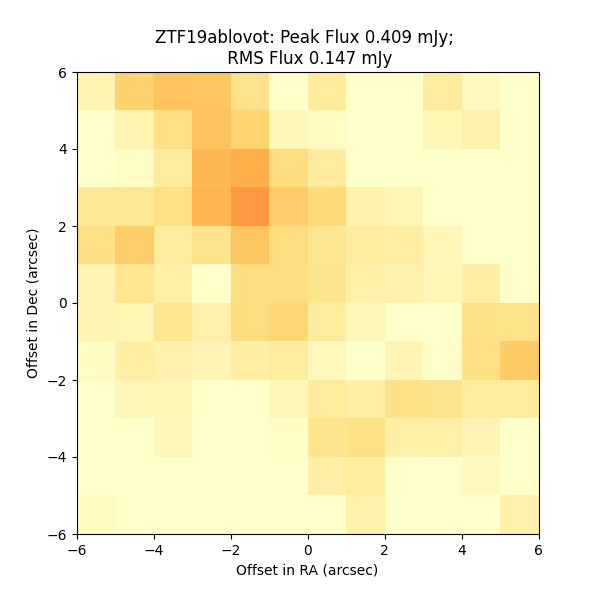 ZTF19ablovot: Peak Flux 0.409 mJy;
RMS Flux 0.147 mJy
6
4
2
0
−2
−4
−6
Offset in Dec (arcsec)
−6 −4 −2 0 2 4 6
Offset in RA (arcsec)